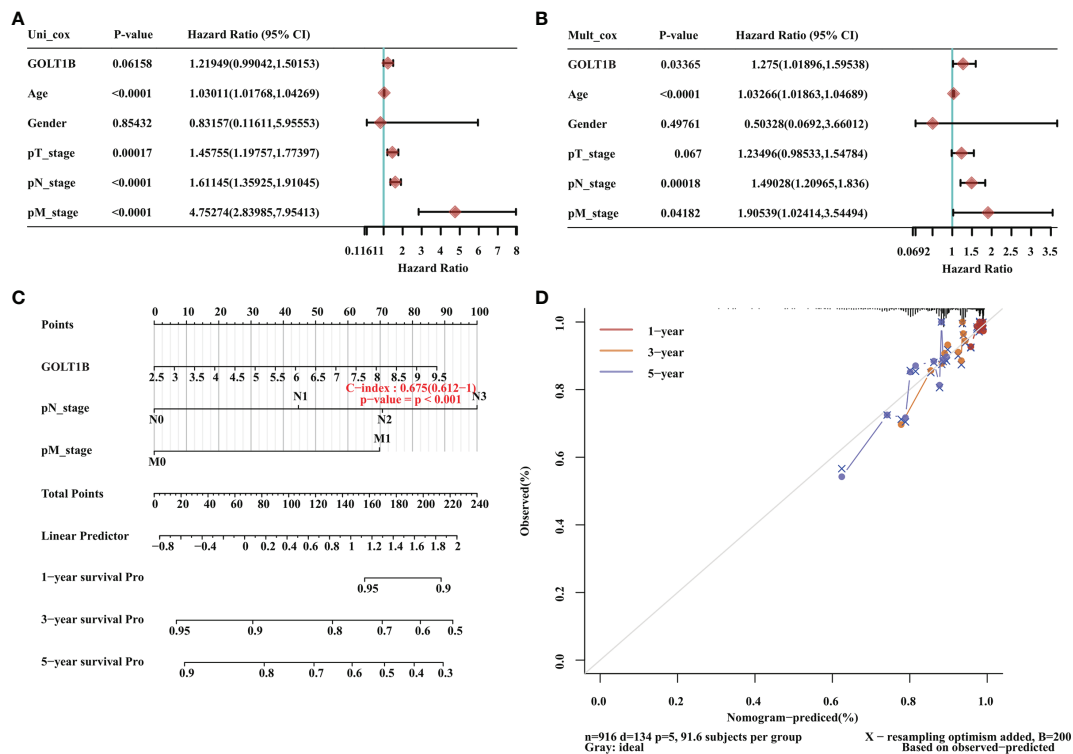 A
Uni_cox P-value Hazard Ratio (95% CI)
GOLT1B 0.06158 1.21949(0.99042,1.50153)
Age <0.0001 1.03011(1.01768,1.04269)
Gender 0.85432 0.83157(0.11611,5.95553)
pT_stage 0.00017 1.45755(1.19757,1.77397)
pN_stage <0.0001 1.61145(1.35925,1.91045)
pM_stage <0.0001 4.75274(2.83985,7.95413)
0.11611 2 3 4 5 6 7 8
Hazard Ratio
B
Mult_cox P-value Hazard Ratio (95% CI)
GOLT1B 0.03365 1.275(1.01896,1.59538)
Age <0.0001 1.03266(1.01863,1.04689)
Gender 0.49761 0.50328(0.0692,3.66012)
pT_stage 0.067 1.23496(0.98533,1.54784)
pN_stage 0.00018 1.49028(1.20965,1.836)
pM_stage 0.04182 1.90539(1.02414,3.54494)
0.0692 1 1.5 2 2.5 3 3.5
Hazard Ratio
C
0 10 20 30 40 50 60 70 80 90 100
Points
GOLT1B
2.5 3 3.5 4 4.5 5 5.5 6 6.5 7 7.5 8 8.5 9 9.5
C−index : 0.675(0.612−1)
p−value = p < 0.001
N1 N3
pN_stage
N0 N2
M1
pM_stage
M0
Total Points
0 20 40 60 80 100 120 140 160 180 200 220 240
Linear Predictor
−0.8 −0.4 0 0.2 0.4 0.6 0.8 1 1.2 1.4 1.6 1.8 2
1−year survival Pro
0.95 0.9
3−year survival Pro
0.95 0.9 0.8 0.7 0.6 0.5
5−year survival Pro
0.9 0.8 0.7 0.6 0.5 0.4 0.3
D
1−year
3−year
5−year
Observed(%)
1.0
0.8
0.6
0.4
0.2
0.0
0.0 0.2 0.4 0.6 0.8 1.0
Nomogram−prediced(%)
n=916 d=134 p=5, 91.6 subjects per group X − resampling optimism added, B=200
Gray: ideal Based on observed−predicted